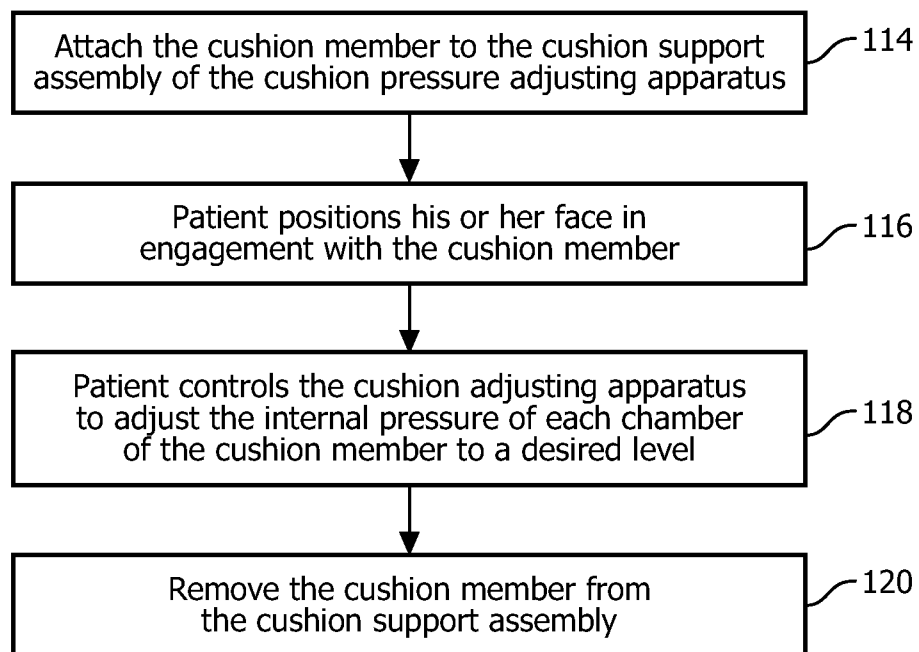 Attach the cushion member to the cushion support
assembly of the cushion pressure adjusting apparatus
114
Patient positions his or her face in
engagement with the cushion member
116
Patient controls the cushion adjusting apparatus
to adjust the internal pressure of each chamber
of the cushion member to a desired level
118
Remove the cushion member from
the cushion support assembly
120